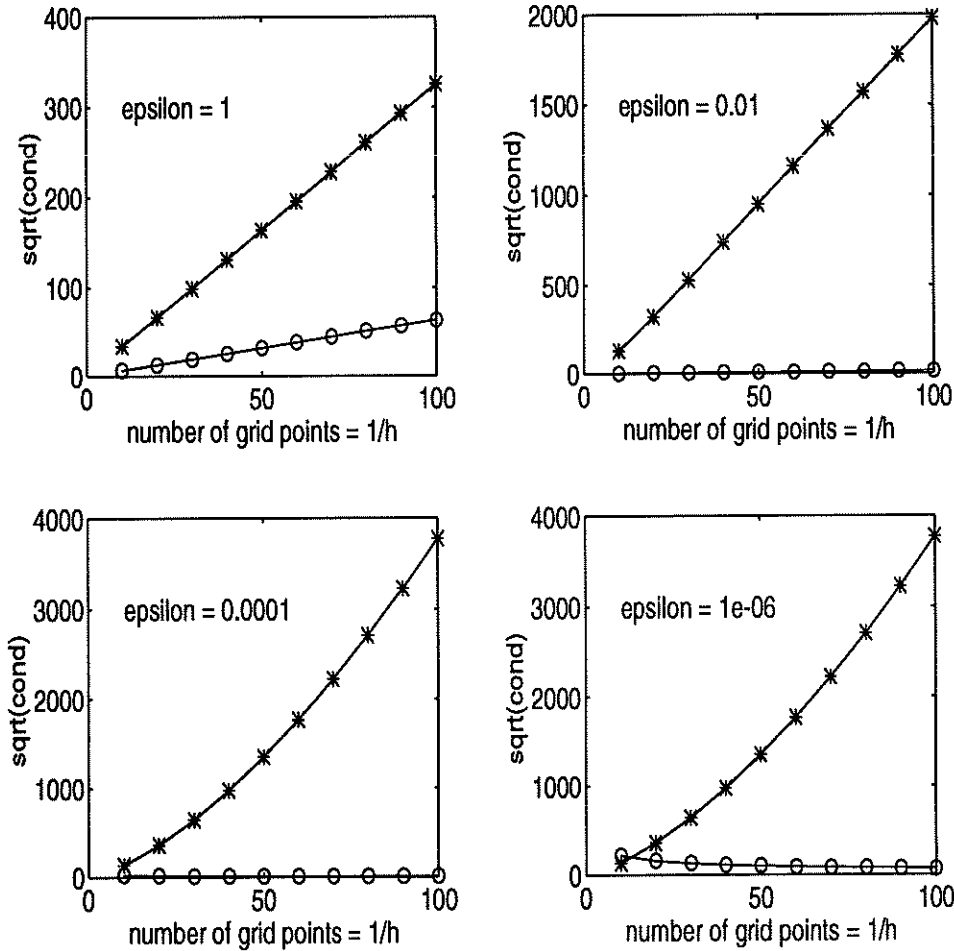 400
300
200
100
0
sqrt(cond)
epsilon = 1
0
50
100
number of grid points = 1/h
2000
1500
1000
500
0
sqrt(cond)
epsilon = 0.01
0
50
100
number of grid points = 1/h
4000
3000
2000
1000
0
sqrt(cond)
epsilon = 0.0001
0
50
100
number of grid points = 1/h
4000
3000
2000
1000
0
sqrt(cond)
epsilon = 1e-06
0
50
100
number of grid points = 1/h